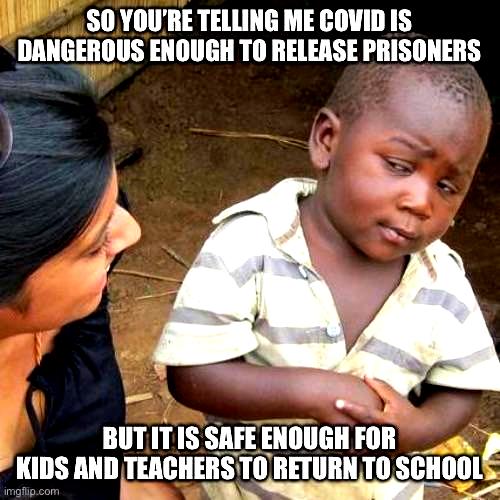 SO YOU'RE TELLING ME COVID IS
DANGEROUS ENOUGH TO RELEASE PRISONERS
BUT IT IS SAFE ENOUGH FOR
KIDS AND TEACHERS TO RETURN TO SCHOOL
imgflip.com